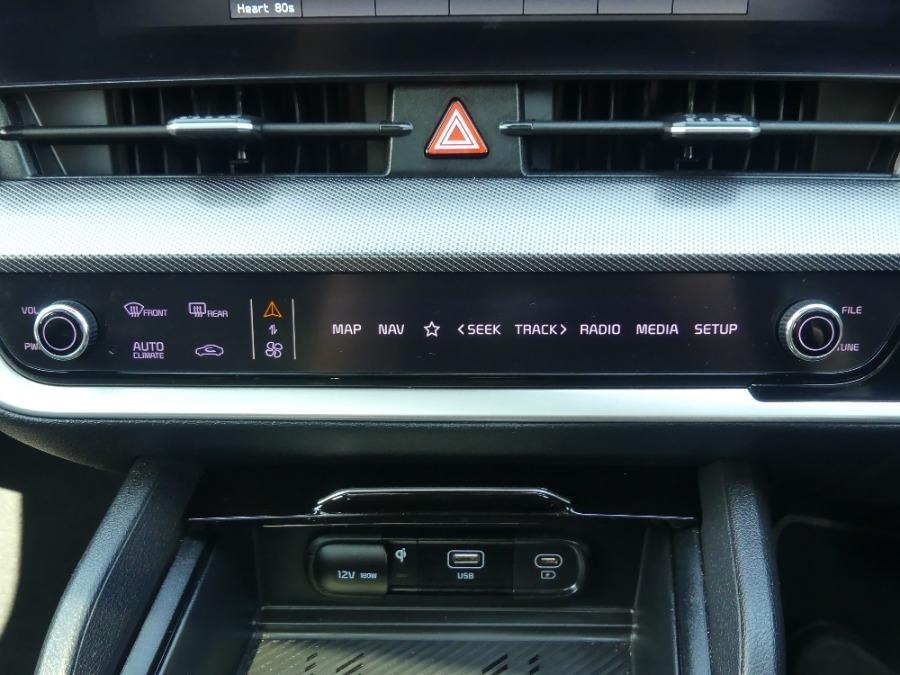 Heart 80s
VOL
PWR
FRONT
REAR
AUTO
CLIMATE
MAP NAV SEEK TRACK RADIO MEDIA SETUP
FILE
TUNE
12V 180W
USB